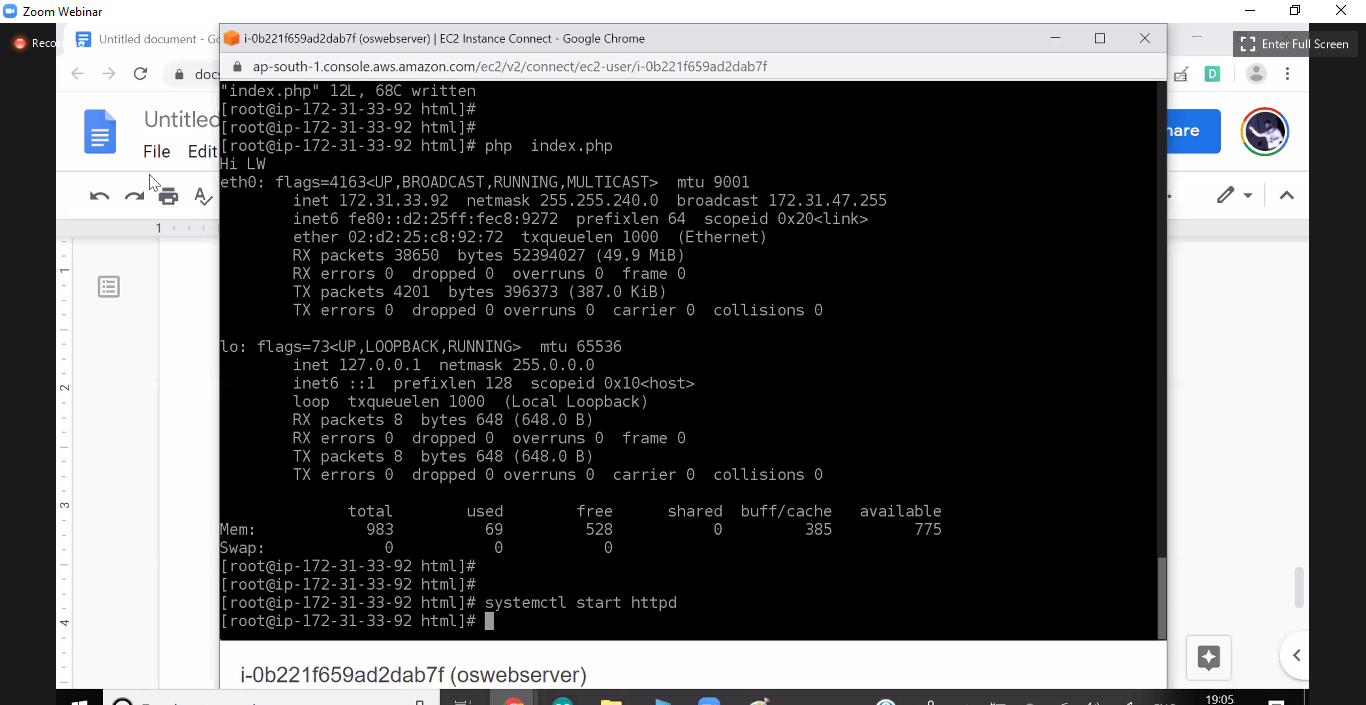 Zoom Webinar
Recor
Untitled document - Go
i-0b221f659ad2dab7f (oswebserver) | EC2 Instance Connect - Google Chrome
Enter Full Screen
docs
ap-south-1.console.aws.amazon.com/ec2/v2/connect/ec2-user/i-0b221f659ad2dab7f
D
Untitled
File Edit
hare
1
1
2
3
4
"index.php" 12L, 68C written
[root@ip-172-31-33-92 html]#
[root@ip-172-31-33-92 html]#
[root@ip-172-31-33-92 html]# php  index.php
Hi LW
eth0: flags=4163<UP,BROADCAST,RUNNING,MULTICAST>  mtu 9001
        inet 172.31.33.92  netmask 255.255.240.0  broadcast 172.31.47.255
        inet6 fe80::d2:25ff:fec8:9272  prefixlen 64  scopeid 0x20<link>
        ether 02:d2:25:c8:92:72  txqueuelen 1000  (Ethernet)
        RX packets 38650  bytes 52394027 (49.9 MiB)
        RX errors 0  dropped 0  overruns 0  frame 0
        TX packets 4201  bytes 396373 (387.0 KiB)
        TX errors 0  dropped 0 overruns 0  carrier 0  collisions 0
lo: flags=73<UP,LOOPBACK,RUNNING>  mtu 65536
        inet 127.0.0.1  netmask 255.0.0.0
        inet6 ::1  prefixlen 128  scopeid 0x10<host>
        loop  txqueuelen 1000  (Local Loopback)
        RX packets 8  bytes 648 (648.0 B)
        RX errors 0  dropped 0  overruns 0  frame 0
        TX packets 8  bytes 648 (648.0 B)
        TX errors 0  dropped 0 overruns 0  carrier 0  collisions 0
              total        used        free      shared  buff/cache   available
Mem:            983          69         528           0         385         775
Swap:             0           0           0
[root@ip-172-31-33-92 html]#
[root@ip-172-31-33-92 html]#
[root@ip-172-31-33-92 html]# systemctl start httpd
[root@ip-172-31-33-92 html]#
i-0b221f659ad2dab7f (oswebserver)
19:05